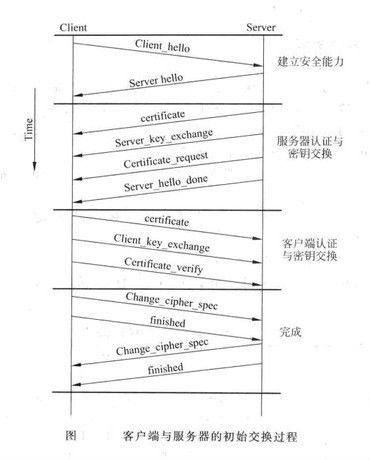 Client Server
Client_hello
Server hello
建立安全能力
Time
certificate
Server_key_exchange
Certificate_request
Server_hello_done
服务器认证与
密钥交换
certificate
Client_key_exchange
Certificate_verify
客户端认证
与密钥交换
Change_cipher_spec
finished
Change_cipher_spec
finished
完成
图 客户端与服务器的初始交换过程